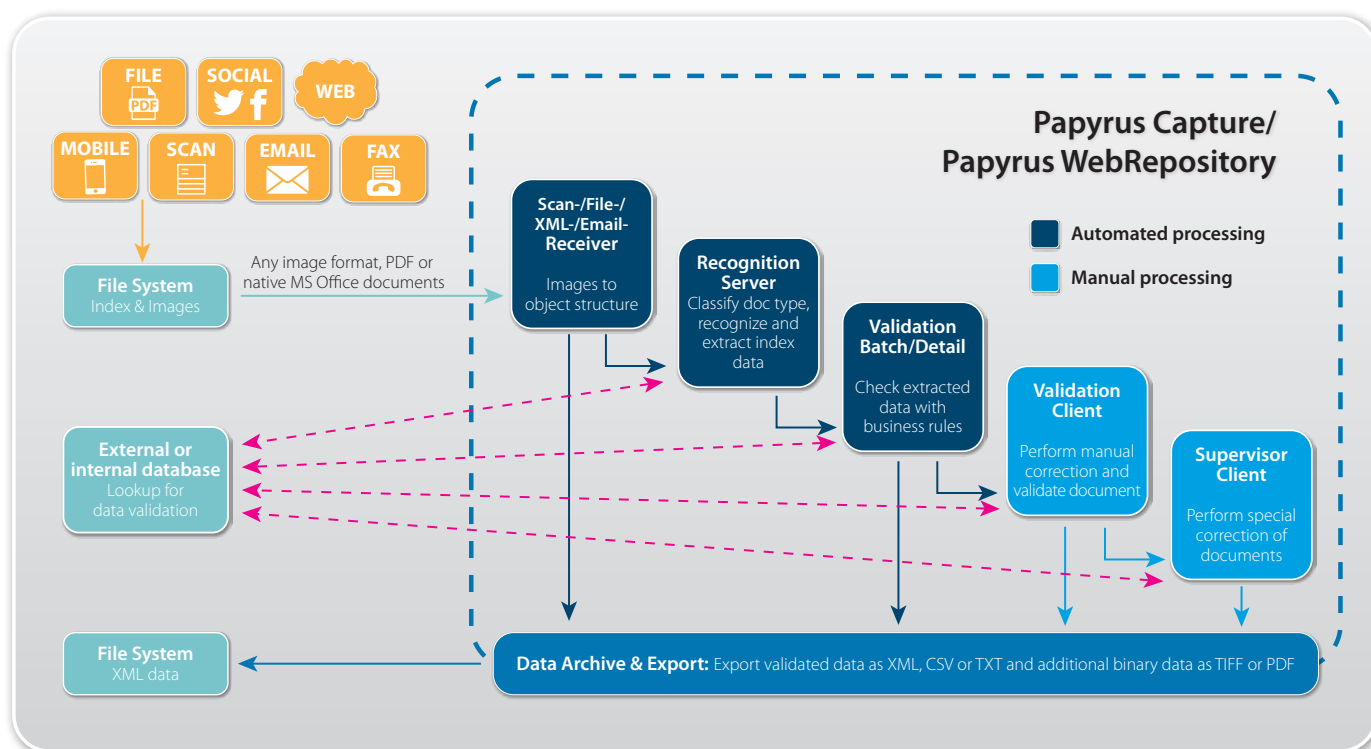 FILE
PDF
SOCIAL
WEB
MOBILE
SCAN
EMAIL
FAX
Papyrus Capture/
Papyrus WebRepository
Automated processing
Manual processing
File System
Index & Images
Any image format, PDF or
native MS Office documents
Scan-/File-/
XML-/Email-
Receiver
Images to
object structure
Recognition
Server
Classify doc type,
recognize and
extract index
data
Validation
Batch/Detail
Check extracted
data with
business rules
Validation
Client
Perform manual
correction and
validate document
Supervisor
Client
Perform special
correction of
documents
External or
internal database
Lookup for
data validation
File System
XML data
Data Archive & Export: Export validated data as XML, CSV or TXT and additional binary data as TIFF or PDF